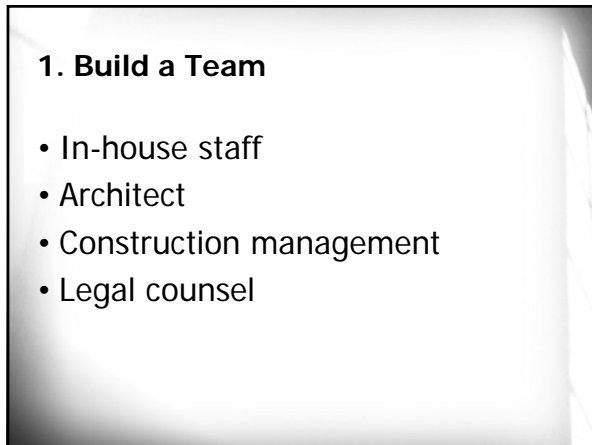 1. Build a Team
• In-house staff
• Architect
• Construction management
• Legal counsel